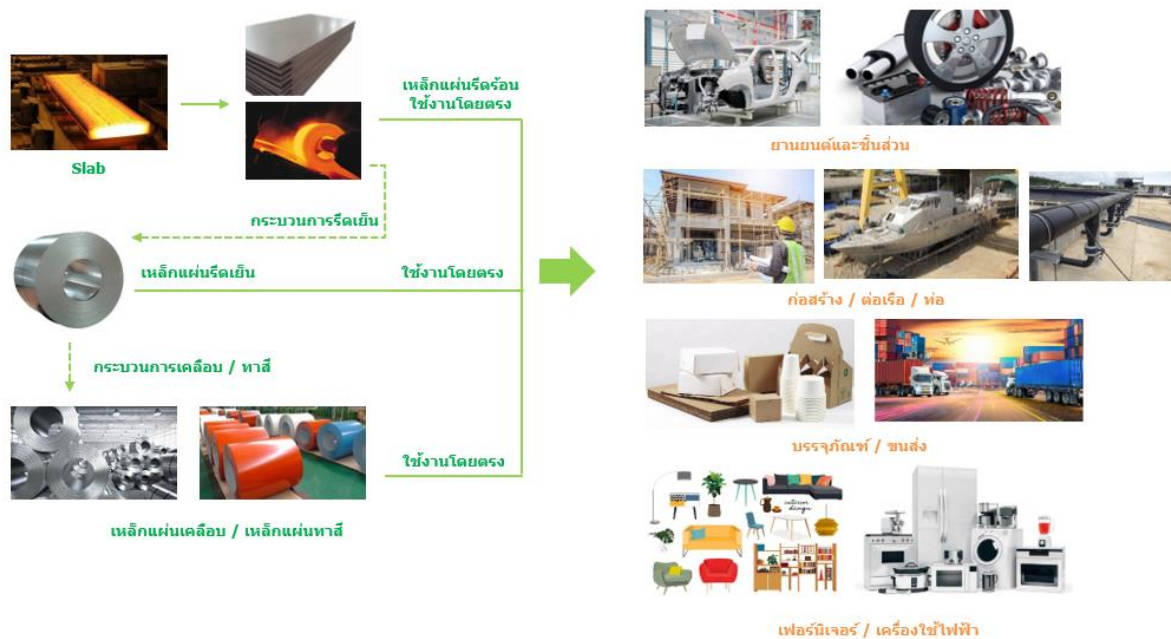 Slab
เหล็กแผ่นรีดร้อน
ใช้งานโดยตรง
กระบวนการรีดเย็น
เหล็กแผ่นรีดเย็น
ใช้งานโดยตรง
กระบวนการเคลือบ / ทาสี
ใช้งานโดยตรง
เหล็กแผ่นเคลือบ / เหล็กแผ่นทาสี
ยานยนต์และชิ้นส่วน
ก่อสร้าง / ต่อเรือ / ท่อ
บรรจุภัณฑ์ / ขนส่ง
interior
design
เฟอร์นิเจอร์ / เครื่องใช้ไฟฟ้า